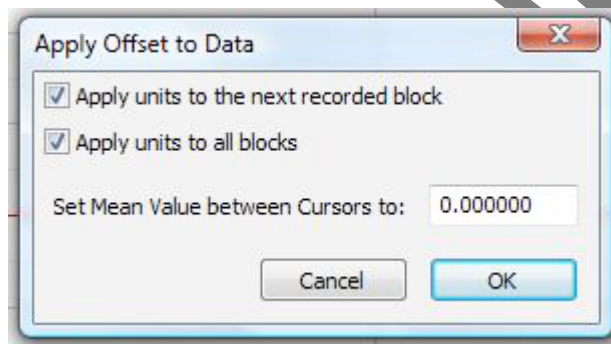 Apply Offset to Data
Apply units to the next recorded block
Apply units to all blocks
Set Mean Value between Cursors to: 0.000000
Cancel OK